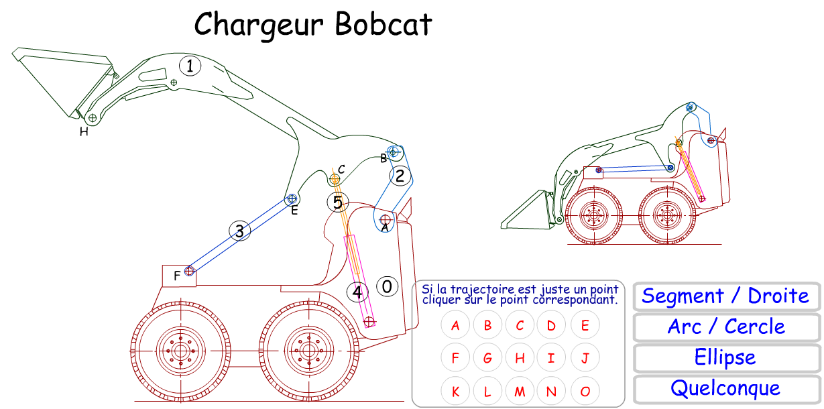 Chargeur Bobcat
1
H
B
C
2
5
E
A
3
F
4
0
Si la trajectoire est juste un point
cliquer sur le point correspondant.
A B C D E
F G H I J
K L M N O
Segment / Droite
Arc / Cercle
Ellipse
Quelconque